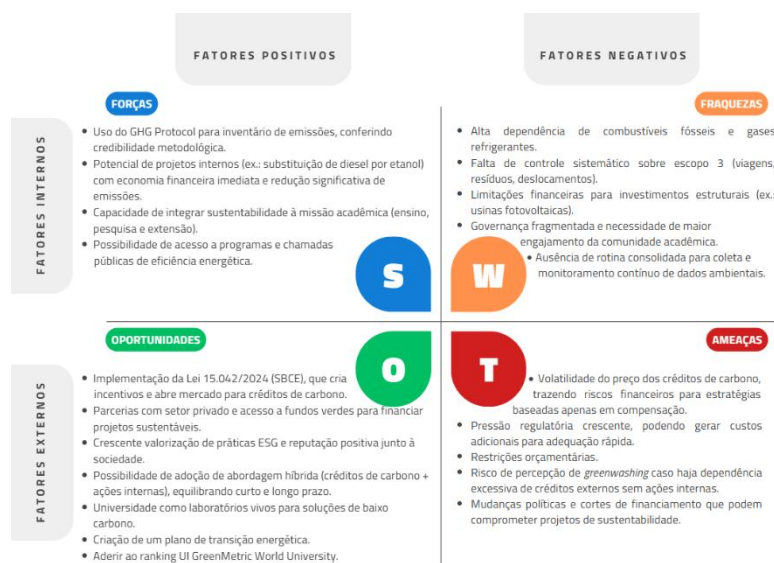 FATORES POSITIVOS
FATORES NEGATIVOS
FATORES INTERNOS
FORÇAS
• Uso do GHG Protocol para inventário de emissões, conferindo
credibilidade metodológica.
• Potencial de projetos internos (ex.: substituição de diesel por etanol)
com economia financeira imediata e redução significativa de
emissões.
• Capacidade de integrar sustentabilidade à missão acadêmica (ensino,
pesquisa e extensão).
• Possibilidade de acesso a programas e chamadas
públicas de eficiência energética.
S
FRAQUEZAS
• Alta dependência de combustíveis fósseis e gases
refrigerantes.
• Falta de controle sistemático sobre escopo 3 (viagens,
resíduos, deslocamentos).
• Limitações financeiras para investimentos estruturais (ex.:
usinas fotovoltaicas).
• Governança fragmentada e necessidade de maior
engajamento da comunidade acadêmica.
• Ausência de rotina consolidada para coleta e
monitoramento contínuo de dados ambientais.
W
FATORES EXTERNOS
OPORTUNIDADES
• Implementação da Lei 15.042/2024 (SBCE), que cria
incentivos e abre mercado para créditos de carbono.
• Parcerias com setor privado e acesso a fundos verdes para financiar
projetos sustentáveis.
• Crescente valorização de práticas ESG e reputação positiva junto à
sociedade.
• Possibilidade de adoção de abordagem híbrida (créditos de carbono +
ações internas), equilibrando curto e longo prazo.
• Universidade como laboratórios vivos para soluções de baixo
carbono.
• Criação de um plano de transição energética.
• Aderir ao ranking UI GreenMetric World University.
O
AMEAÇAS
• Volatilidade do preço dos créditos de carbono,
trazendo riscos financeiros para estratégias
baseadas apenas em compensação.
• Pressão regulatória crescente, podendo gerar custos
adicionais para adequação rápida.
• Restrições orçamentárias.
• Risco de percepção de greenwashing caso haja dependência
excessiva de créditos externos sem ações internas.
• Mudanças políticas e cortes de financiamento que podem
comprometer projetos de sustentabilidade.
T